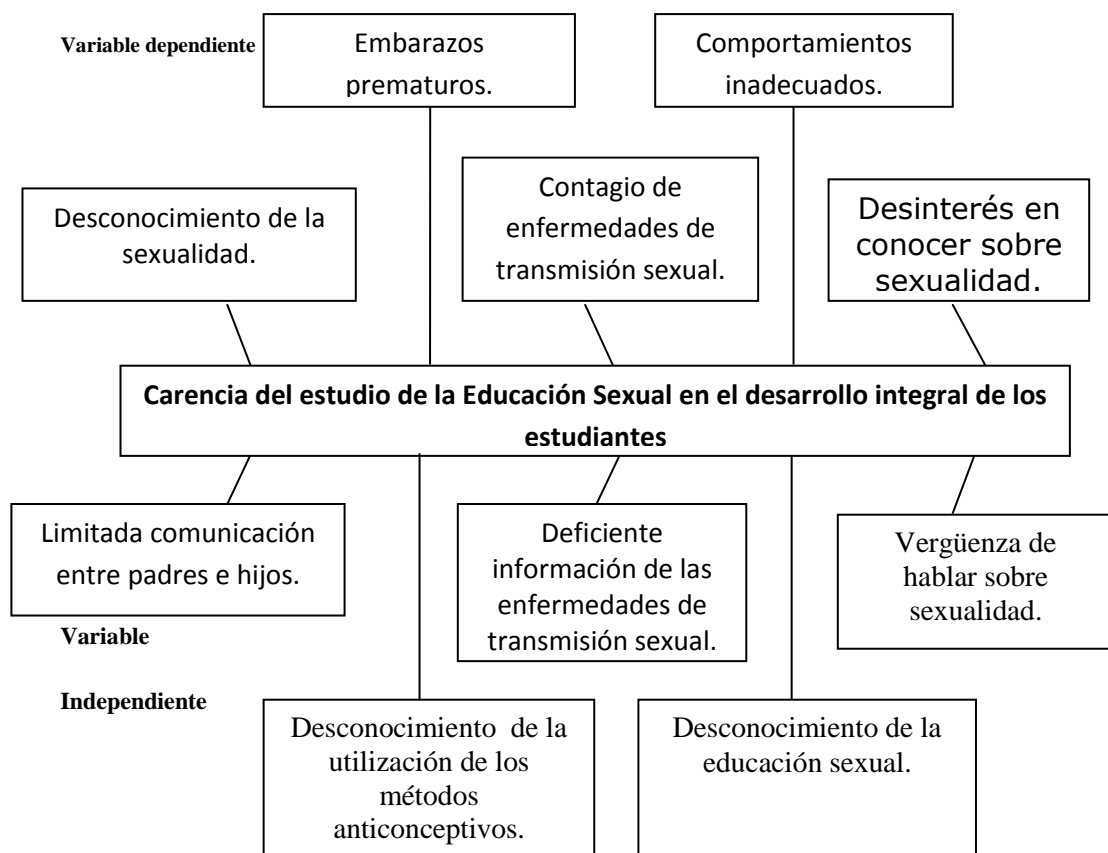 Variable dependiente
Embarazos
prematuros.
Comportamientos
inadecuados.
Desconocimiento de la
sexualidad.
Contagio de
enfermedades de
transmisión sexual.
Desinterés en
conocer sobre
sexualidad.
Carencia del estudio de la Educación Sexual en el desarrollo integral de los
estudiantes
Limitada comunicación
entre padres e hijos.
Deficiente
información de las
enfermedades de
transmisión sexual.
Vergüenza de
hablar sobre
sexualidad.
Variable
Independiente
Desconocimiento  de la
utilización de los
métodos
anticonceptivos.
Desconocimiento de la
educación sexual.